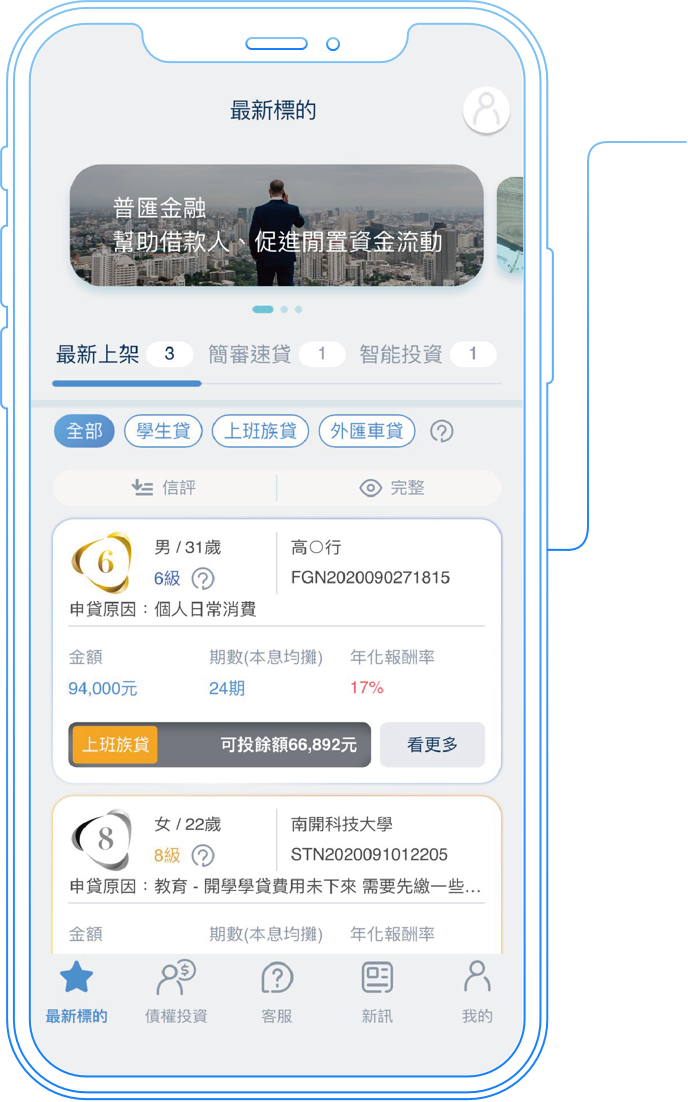 最新標的
普匯金融
幫助借款人、促進閒置資金流動
最新上架 3 簡審速貸 1 智能投資 1
全部 學生貸 上班族貸 外匯車貸
信評 完整
6 男 / 31歲 高○行
6級 FGN2020090271815
申貸原因：個人日常消費
金額 期數(本息均攤) 年化報酬率
94,000元 24期 17%
上班族貸 可投餘額66,892元 看更多
8 女 / 22歲 南開科技大學
8級 STN2020091012205
申貸原因：教育 - 開學學貸費用未下來 需要先繳一些...
金額 期數(本息均攤) 年化報酬率
最新標的 債權投資 客服 新訊 我的